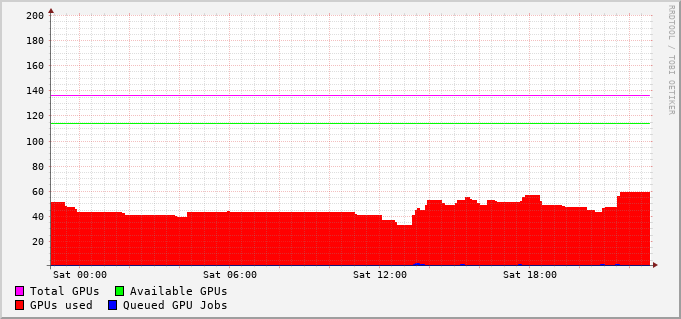 200
180
160
140
120
100
80
60
40
20
Sat 00:00 Sat 06:00 Sat 12:00 Sat 18:00
Total GPUs Available GPUs
GPUs used Queued GPU Jobs
RRDTOOL / TOBI OETIKER